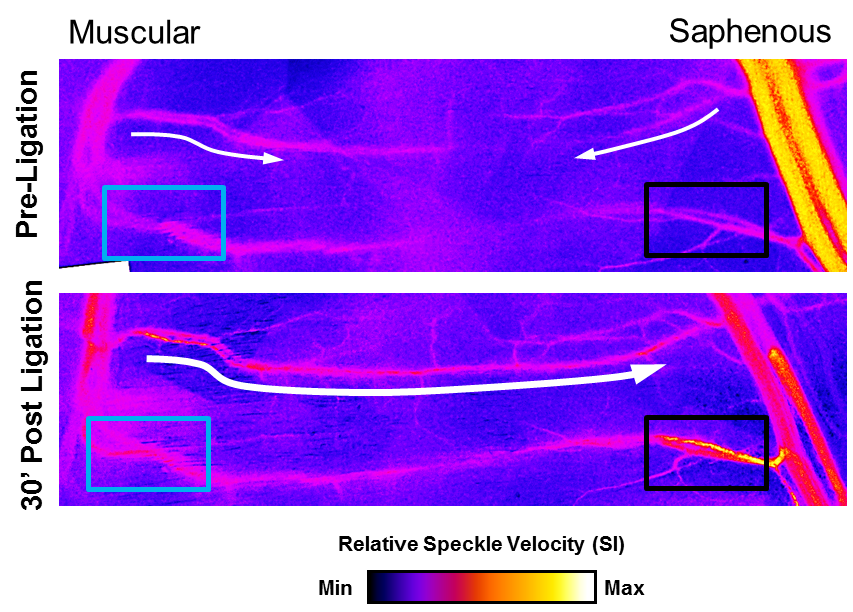 Muscular
Saphenous
Pre-Ligation
30’ Post Ligation
Relative Speckle Velocity (SI)
Min
Max